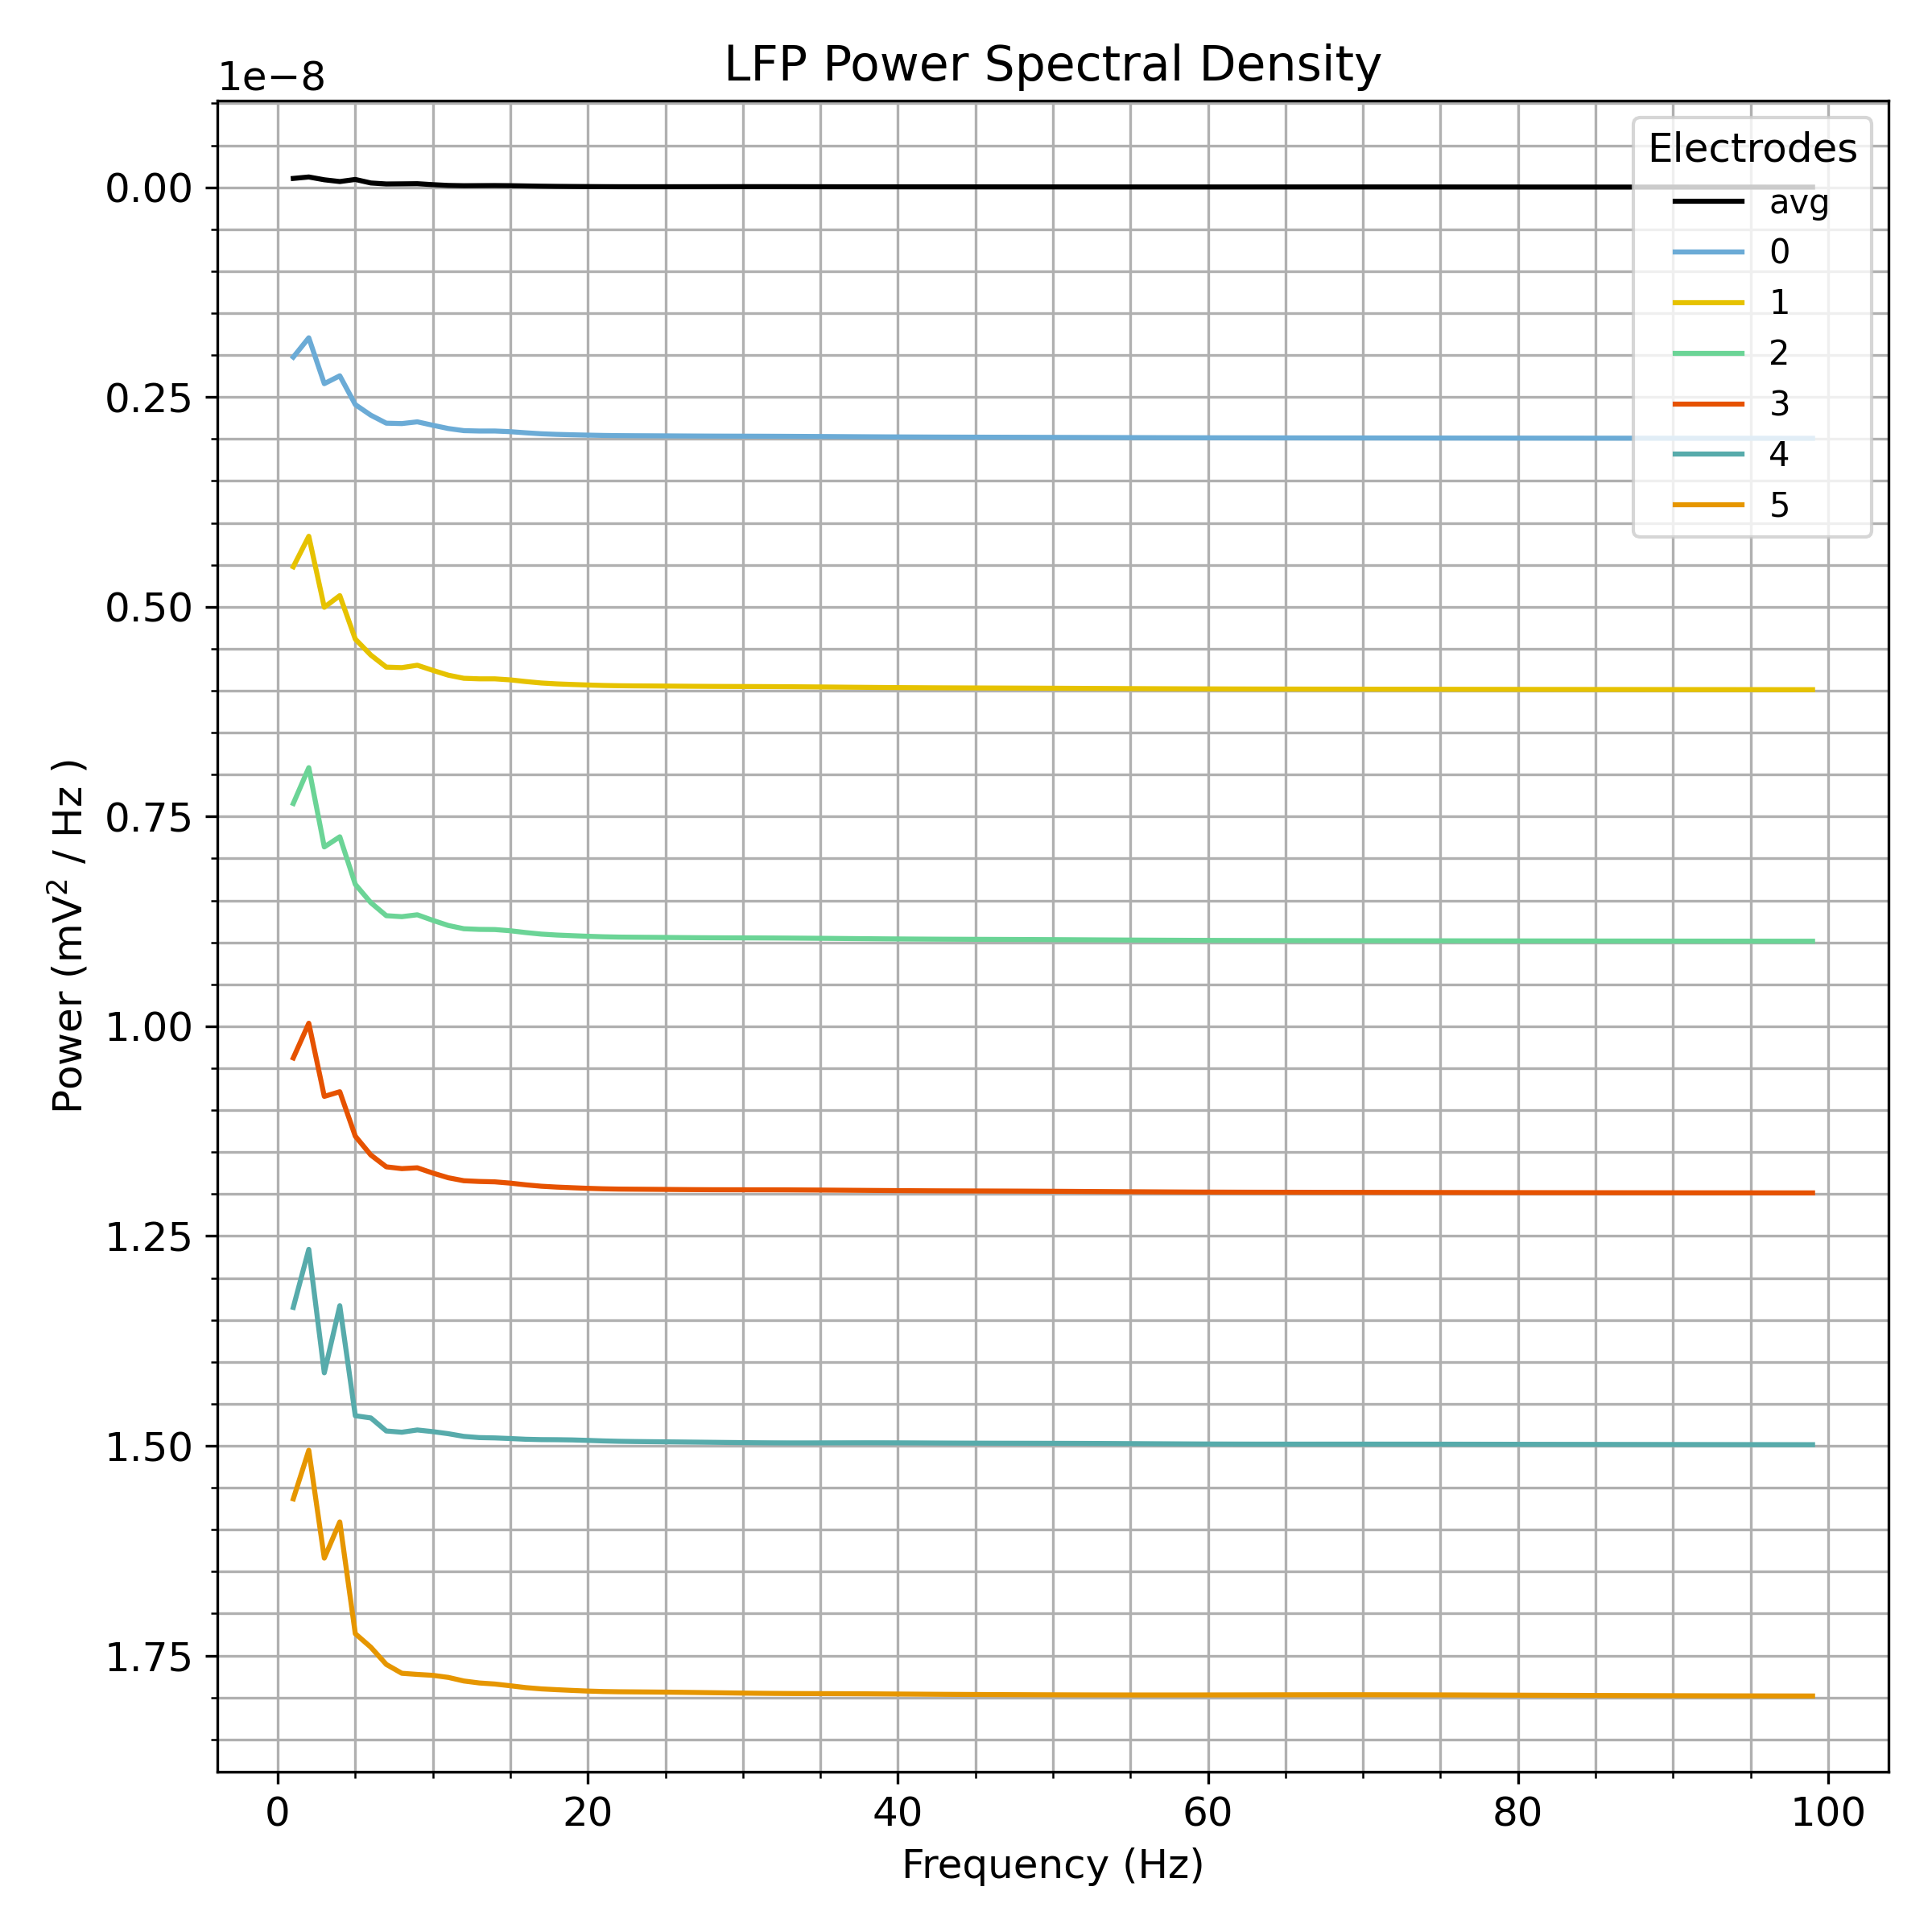 LFP Power Spectral Density
1e−8
0.00
0.25
0.50
0.75
1.00
1.25
1.50
1.75
Power (mV² / Hz )
0 20 40 60 80 100
Frequency (Hz)
Electrodes
avg
0
1
2
3
4
5